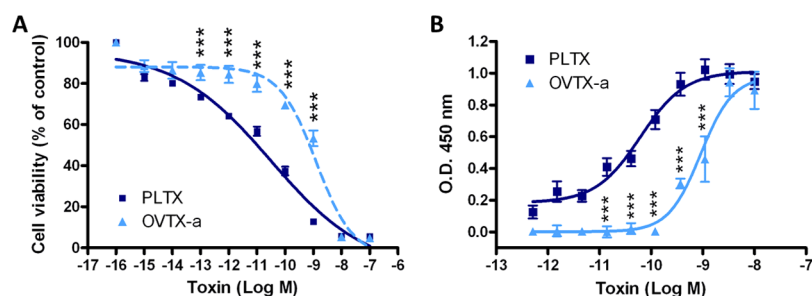 A
Cell viability (% of control)
100
80
60
40
20
0
*** *** *** *** ***
PLTX
OVTX-a
-17 -16 -15 -14 -13 -12 -11 -10 -9 -8 -7 -6
Toxin (Log M)
B
O.D. 450 nm
1.2
1.0
0.8
0.6
0.4
0.2
0.0
PLTX
OVTX-a
*** *** *** *** ***
-13 -12 -11 -10 -9 -8 -7
Toxin (Log M)